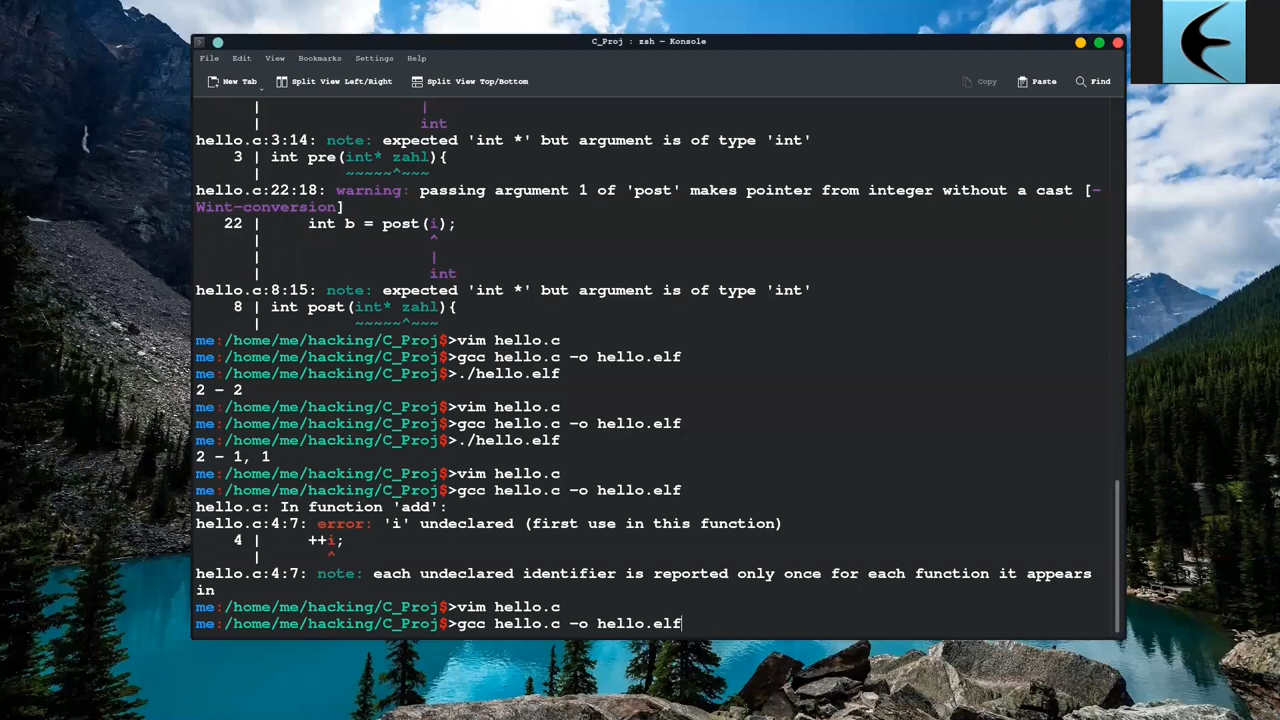 C_Proj : zsh — Konsole
File Edit View Bookmarks Settings Help
New Tab Split View Left/Right Split View Top/Bottom Copy Paste Find
|
| int
hello.c:3:14: note: expected 'int *' but argument is of type 'int'
3 | int pre(int* zahl){
| ~~~~~^~~~
hello.c:22:18: warning: passing argument 1 of 'post' makes pointer from integer without a cast [-
Wint-conversion]
22 | int b = post(i);
| ^
| |
| int
hello.c:8:15: note: expected 'int *' but argument is of type 'int'
8 | int post(int* zahl){
| ~~~~~^~~~
me:/home/me/hacking/C_Proj$>vim hello.c
me:/home/me/hacking/C_Proj$>gcc hello.c -o hello.elf
me:/home/me/hacking/C_Proj$>./hello.elf
2 - 2
me:/home/me/hacking/C_Proj$>vim hello.c
me:/home/me/hacking/C_Proj$>gcc hello.c -o hello.elf
me:/home/me/hacking/C_Proj$>./hello.elf
2 - 1, 1
me:/home/me/hacking/C_Proj$>vim hello.c
me:/home/me/hacking/C_Proj$>gcc hello.c -o hello.elf
hello.c: In function 'add':
hello.c:4:7: error: 'i' undeclared (first use in this function)
4 | ++i;
| ^
hello.c:4:7: note: each undeclared identifier is reported only once for each function it appears
in
me:/home/me/hacking/C_Proj$>vim hello.c
me:/home/me/hacking/C_Proj$>gcc hello.c -o hello.elf